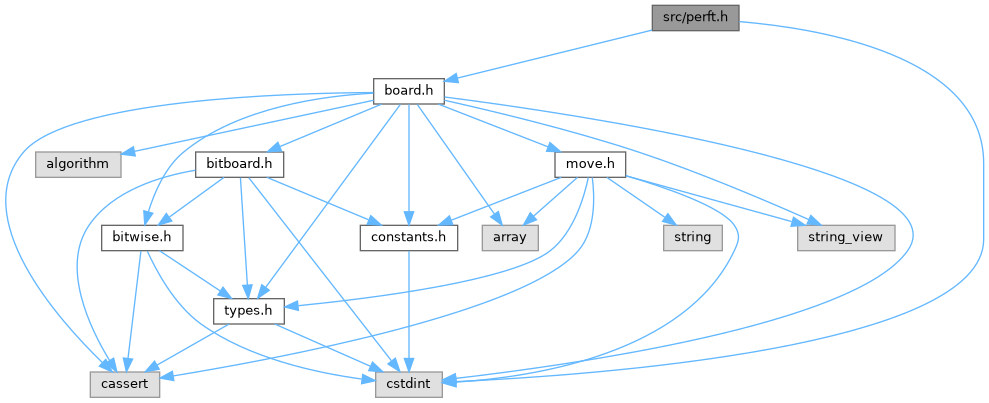 src/perft.h
board.h
algorithm
bitboard.h
move.h
bitwise.h
constants.h
array
string
string_view
types.h
cassert
cstdint